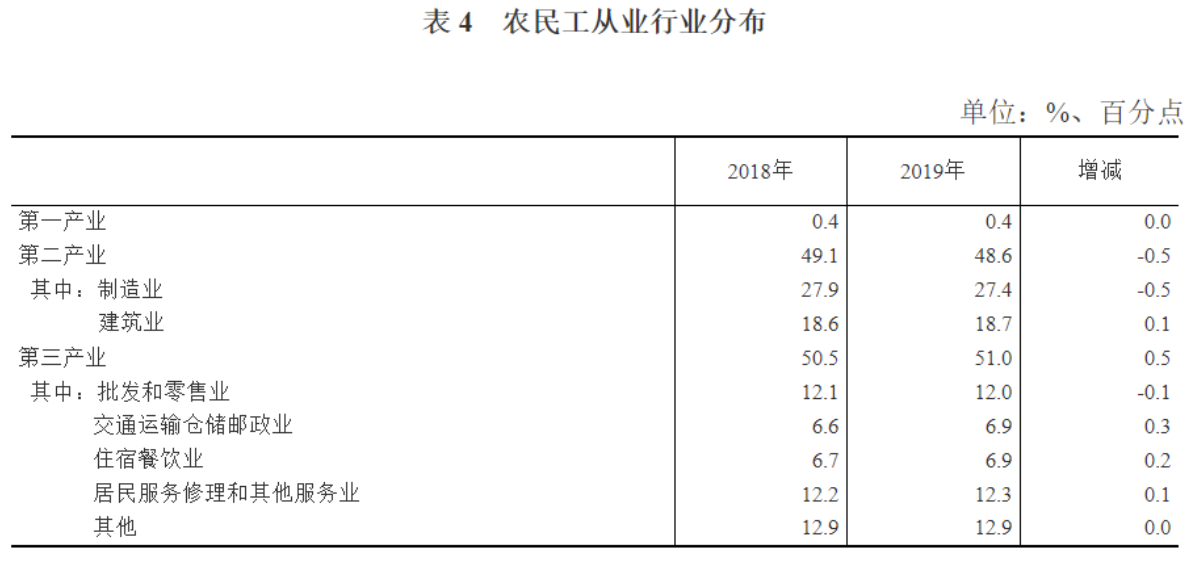 表 4 农民工从业行业分布
单位：%、百分点
2018年 2019年 增减
第一产业 0.4 0.4 0.0
第二产业 49.1 48.6 -0.5
其中：制造业 27.9 27.4 -0.5
建筑业 18.6 18.7 0.1
第三产业 50.5 51.0 0.5
其中：批发和零售业 12.1 12.0 -0.1
交通运输仓储邮政业 6.6 6.9 0.3
住宿餐饮业 6.7 6.9 0.2
居民服务修理和其他服务业 12.2 12.3 0.1
其他 12.9 12.9 0.0